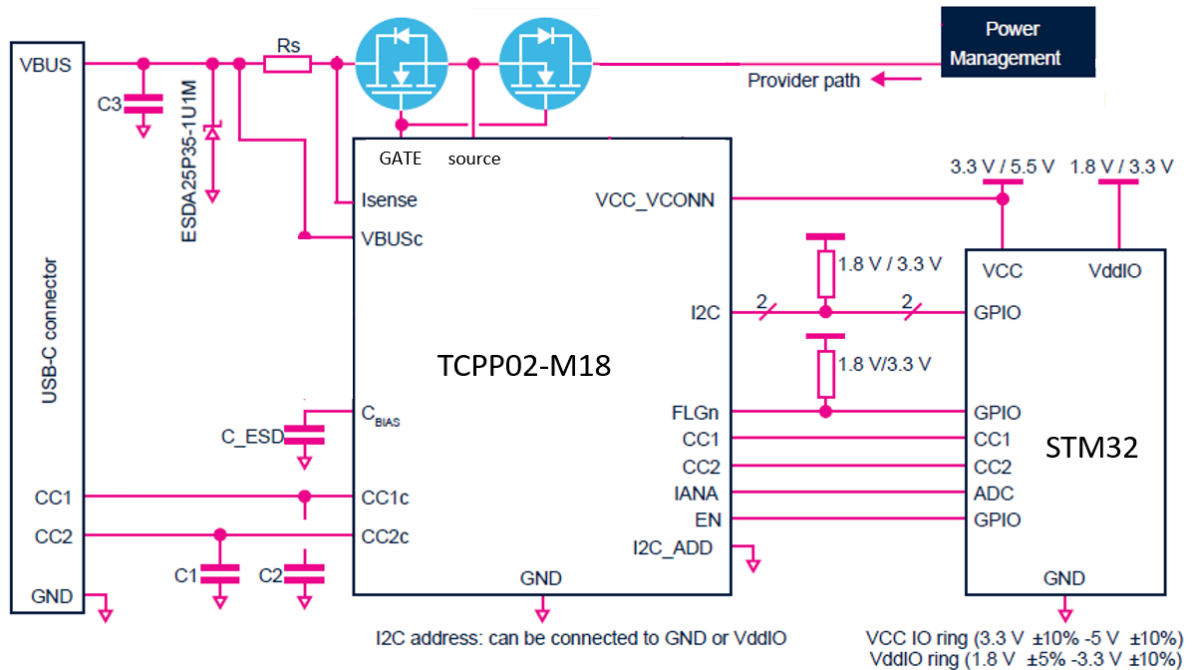 Power
Management
VBUS
Rs
Provider path
C3
ESDA25P35-1U1M
GATE
source
3.3 V / 5.5 V
1.8 V / 3.3 V
Isense
VCC_VCONN
VBUSc
1.8 V / 3.3 V
VCC
VddIO
I2C
2
2
GPIO
USB-C connector
TCPP02-M18
1.8 V/3.3 V
C_ESD
CBIAS
FLGn
GPIO
CC1
CC1
STM32
CC2
CC2
CC1
CC1c
IANA
ADC
EN
GPIO
CC2
CC2c
I2C_ADD
C1
C2
GND
GND
GND
I2C address: can be connected to GND or VddIO
VCC IO ring (3.3 V ±10% -5 V ±10%)
VddIO ring (1.8 V ±5% -3.3 V ±10%)